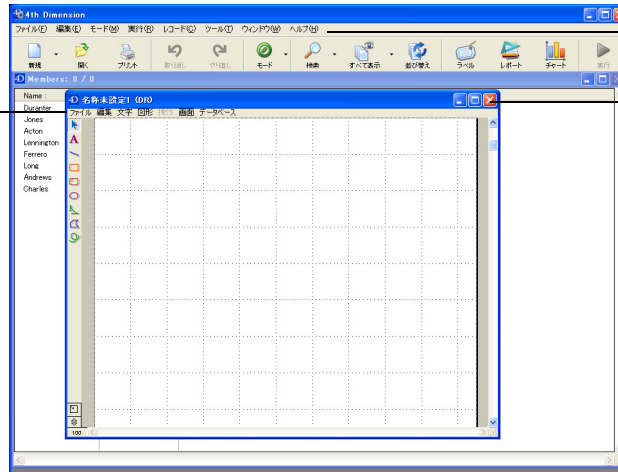 4th Dimension
ファイル(F) 編集(E) モード(M) 実行(R) レコード(C) ツール(T) ウィンドウ(W) ヘルプ(H)
新規 開く プリント 取り消し やり直し モード 検索 すべて表示 並び替え ラベル レポート チャート 実行
Members: 8 / 8
Name :
Duranter
Jones
Acton
Lennington
Ferrero
Long
Andrews
Charles
名称未設定1 (DR)
ファイル 編集 文字 図形 操作 画面 データベース
A
100